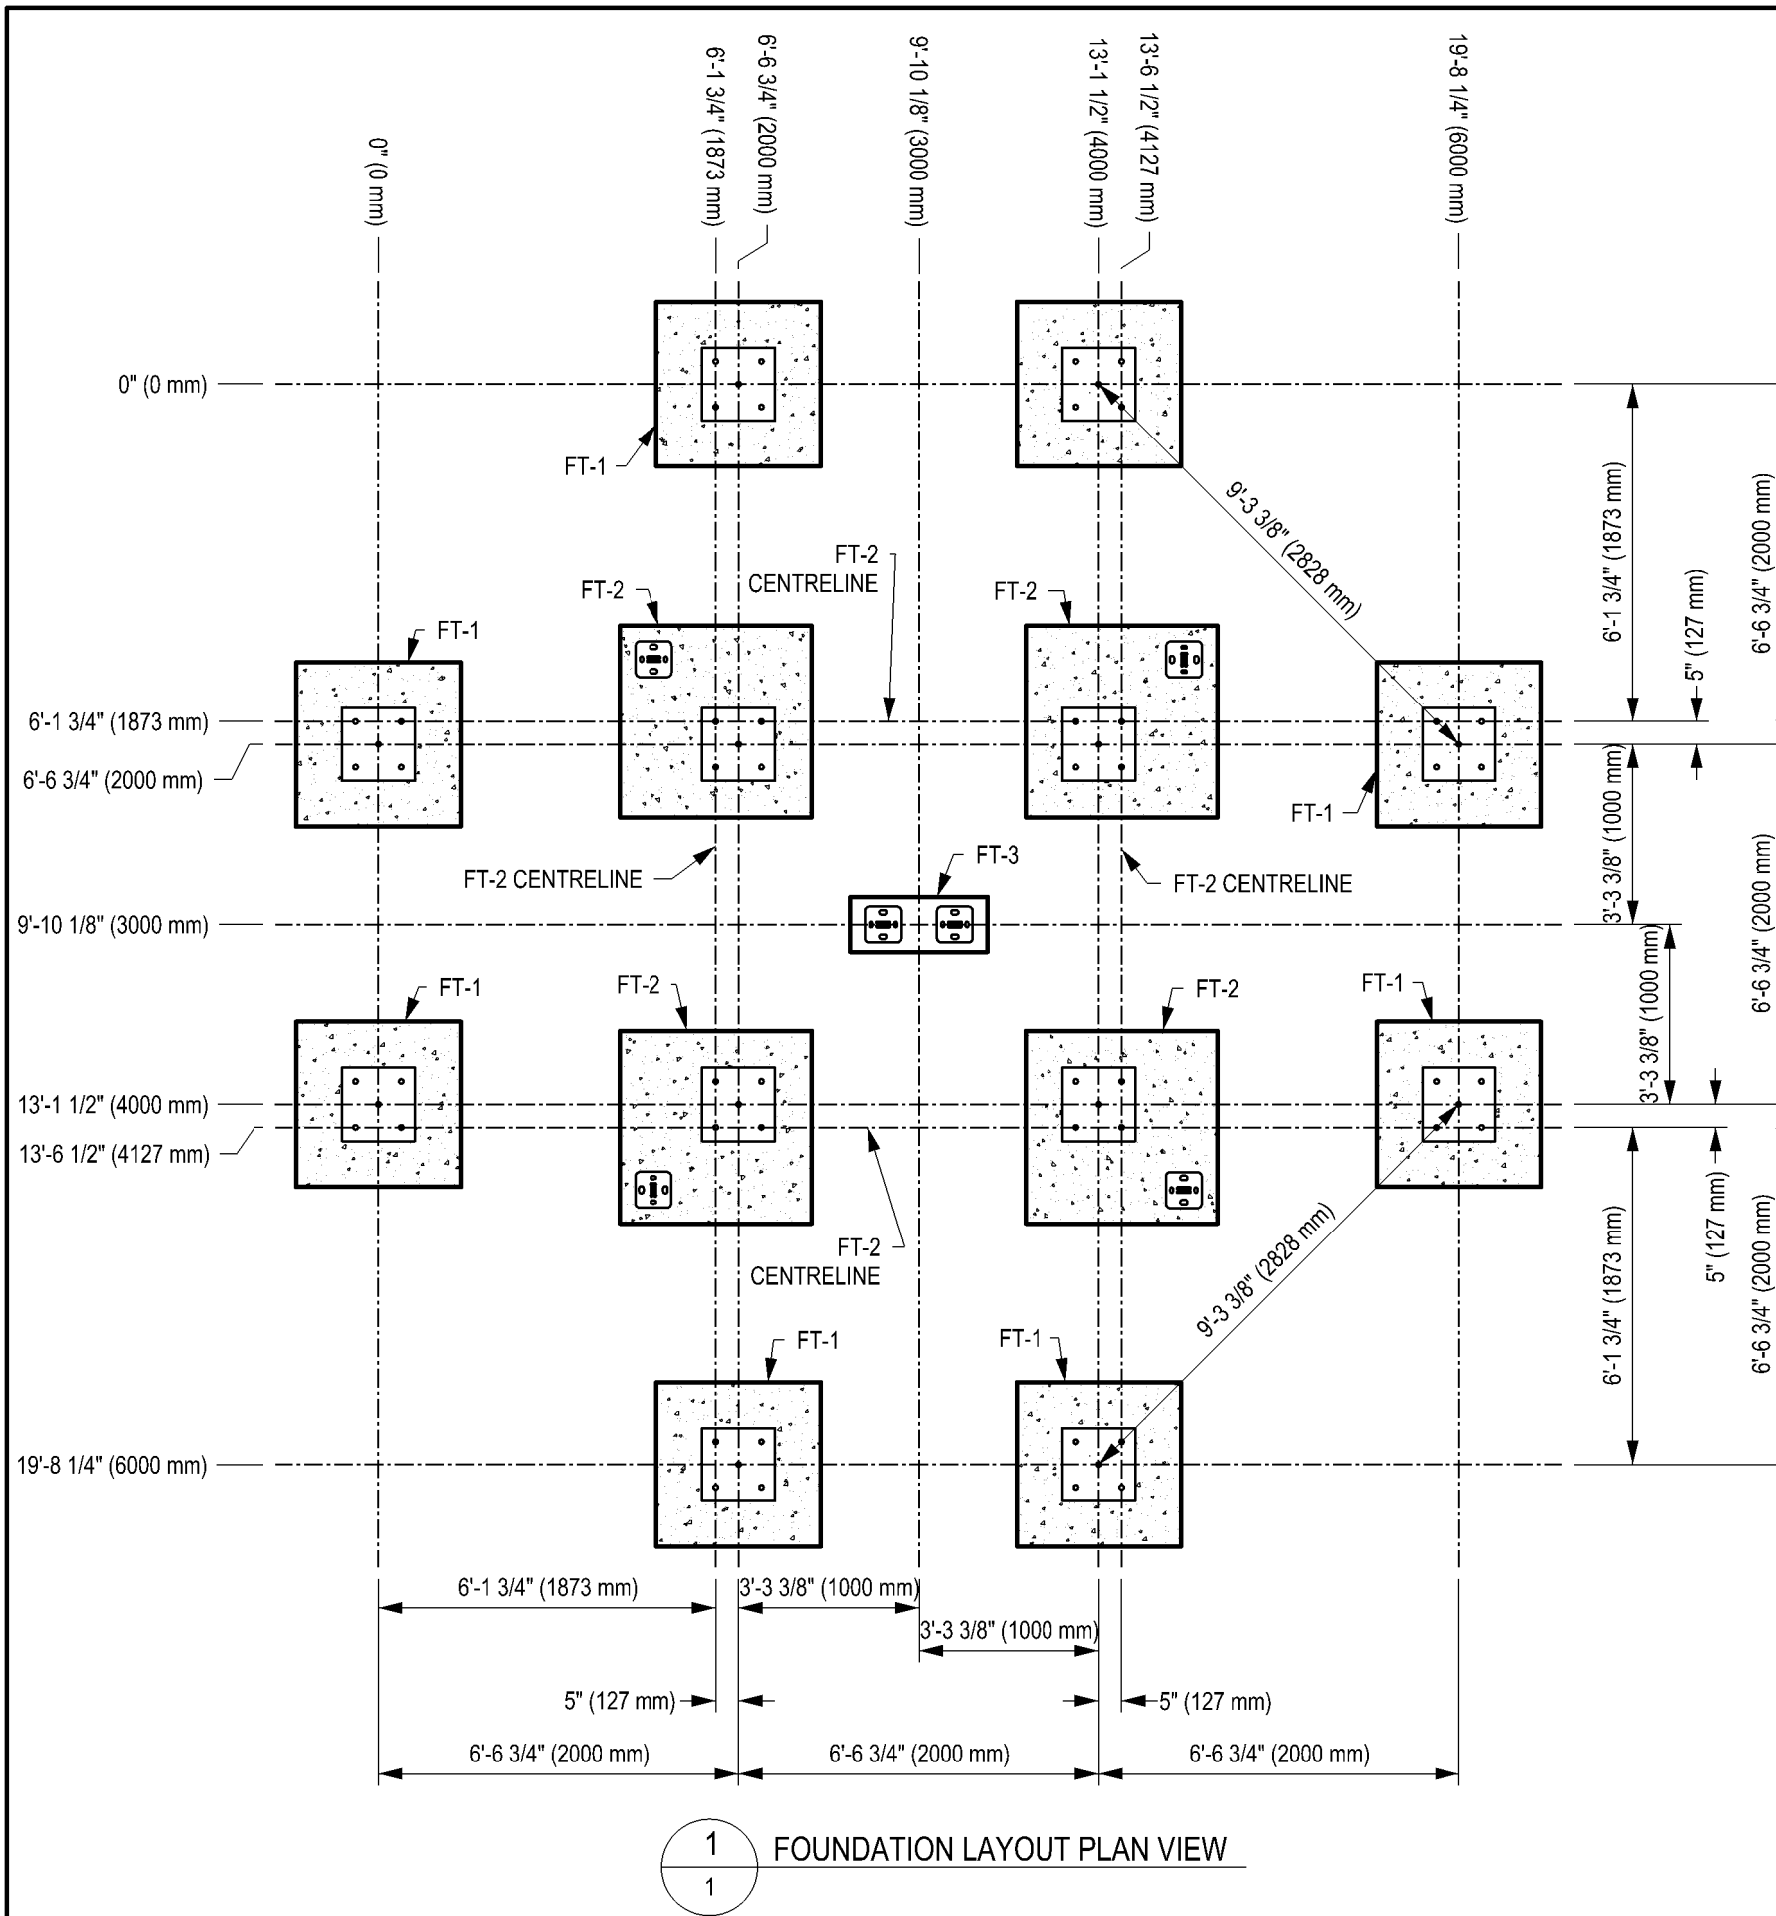 0" (0 mm)
6'-1 3/4" (1873 mm)
6'-6 3/4" (2000 mm)
9'-10 1/8" (3000 mm)
13'-1 1/2" (4000 mm)
13'-6 1/2" (4127 mm)
19'-8 1/4" (6000 mm)
0" (0 mm)
FT-1
9'-3 3/8" (2828 mm)
6'-1 3/4" (1873 mm)
6'-6 3/4" (2000 mm)
5" (127 mm)
FT-2
CENTRELINE
FT-2
FT-2
FT-1
6'-1 3/4" (1873 mm)
6'-6 3/4" (2000 mm)
FT-1
3'-3 3/8" (1000 mm)
FT-3
FT-2 CENTRELINE
FT-2 CENTRELINE
6'-6 3/4" (2000 mm)
9'-10 1/8" (3000 mm)
3'-3 3/8" (1000 mm)
FT-1
FT-2
FT-2
FT-1
13'-1 1/2" (4000 mm)
13'-6 1/2" (4127 mm)
5" (127 mm)
FT-2
CENTRELINE
9'-3 3/8" (2828 mm)
6'-1 3/4" (1873 mm)
6'-6 3/4" (2000 mm)
FT-1
FT-1
19'-8 1/4" (6000 mm)
6'-1 3/4" (1873 mm)
3'-3 3/8" (1000 mm)
3'-3 3/8" (1000 mm)
5" (127 mm)
5" (127 mm)
6'-6 3/4" (2000 mm)
6'-6 3/4" (2000 mm)
6'-6 3/4" (2000 mm)
1
FOUNDATION LAYOUT PLAN VIEW
1